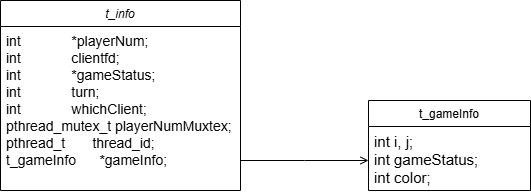 t_info
int *playerNum;
int clientfd;
int *gameStatus;
int turn;
int whichClient;
pthread_mutex_t playerNumMuxtex;
pthread_t thread_id;
t_gameInfo *gameInfo;
t_gameInfo
int i, j;
int gameStatus;
int color;